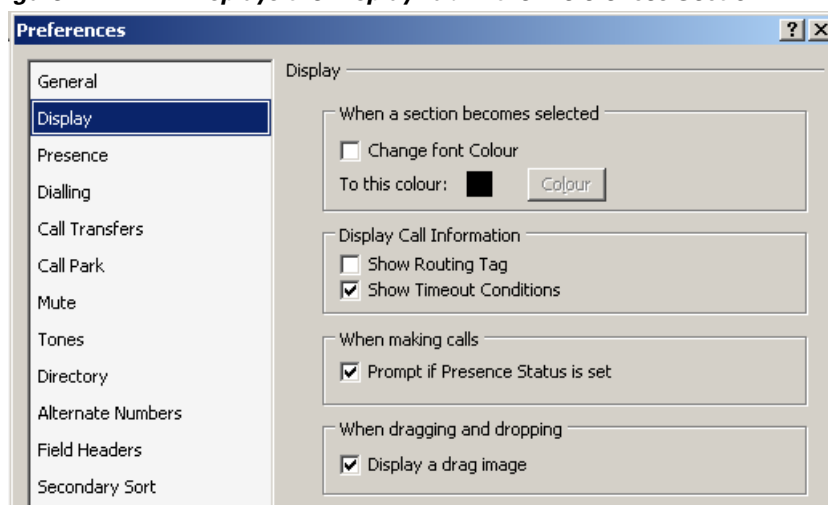 Preferences
General
Display
Presence
Dialling
Call Transfers
Call Park
Mute
Tones
Directory
Alternate Numbers
Field Headers
Secondary Sort
Display
When a section becomes selected
Change font Colour
To this colour:
Colour
Display Call Information
Show Routing Tag
Show Timeout Conditions
When making calls
Prompt if Presence Status is set
When dragging and dropping
Display a drag image